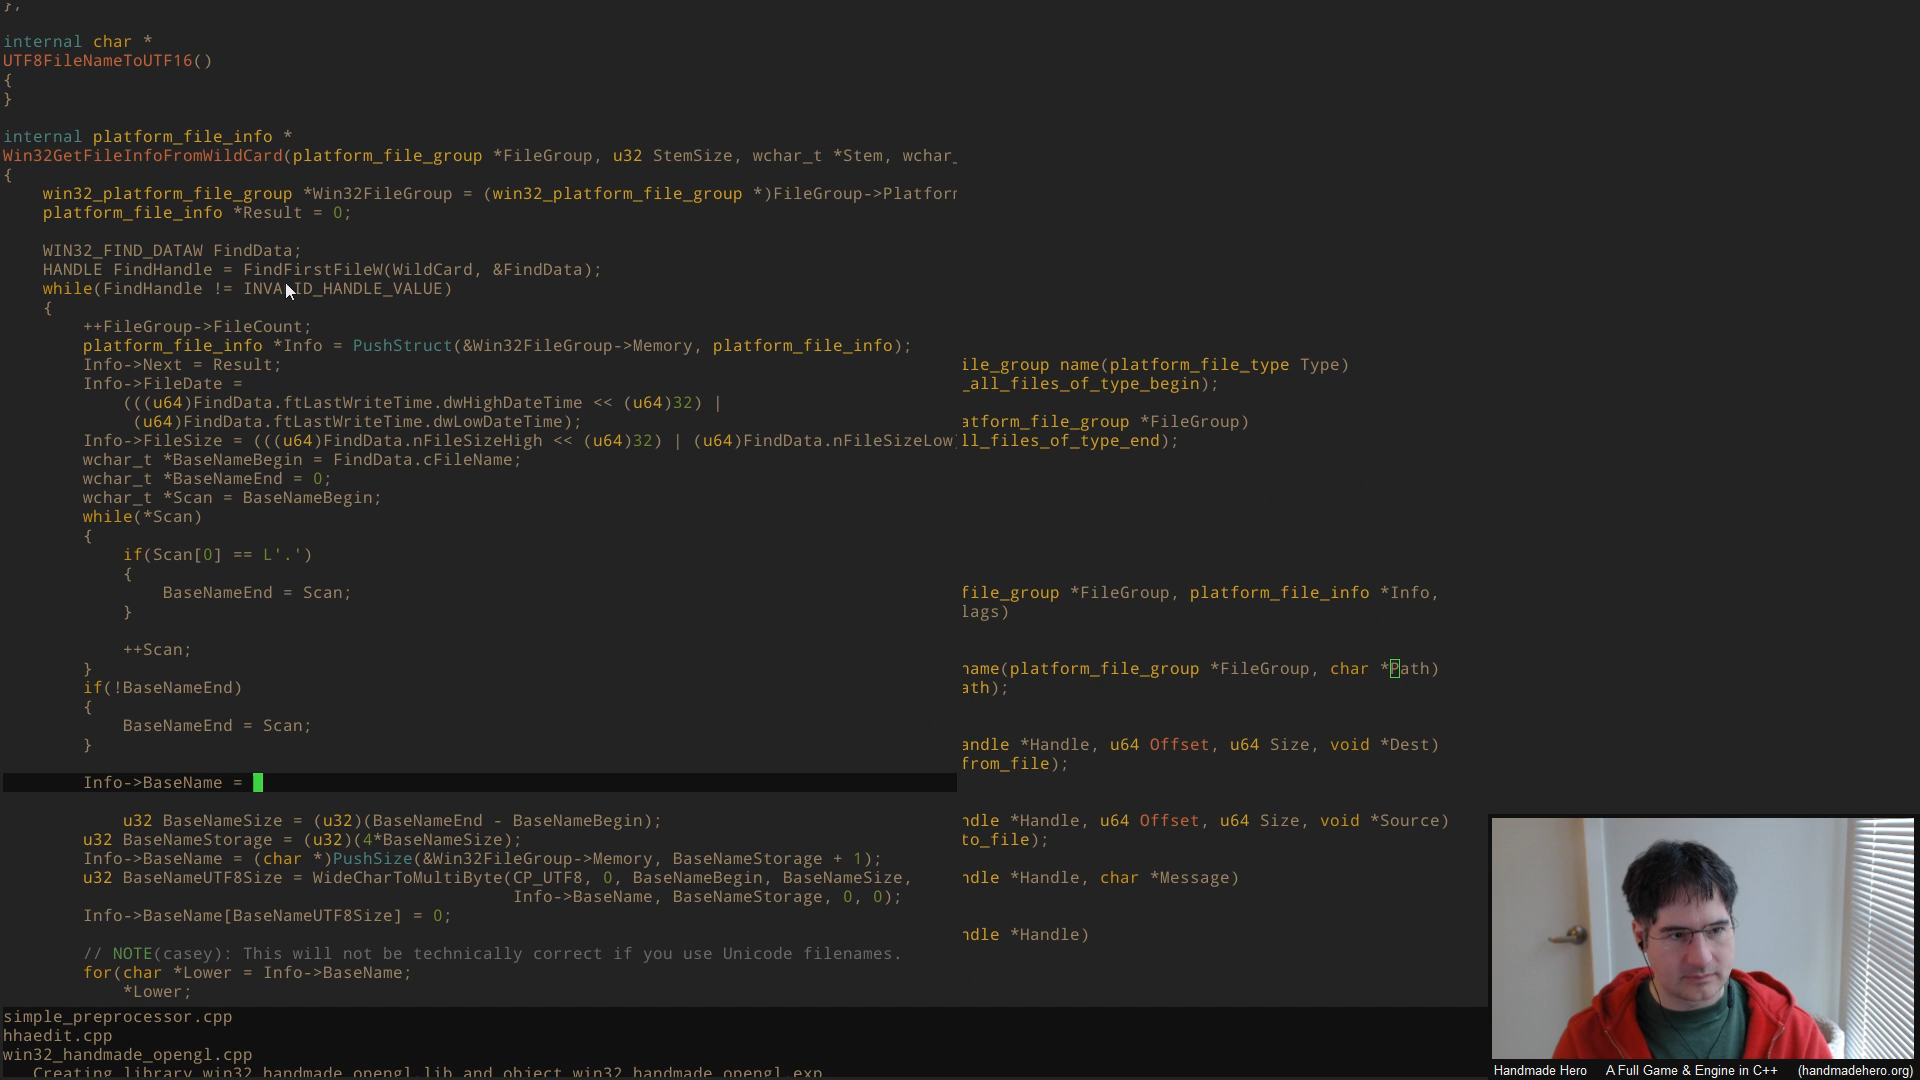 },
internal char *
UTF8FileNameToUTF16()
{
}
internal platform_file_info *
Win32GetFileInfoFromWildCard(platform_file_group *FileGroup, u32 StemSize, wchar_t *Stem, wchar_
{
win32_platform_file_group *Win32FileGroup = (win32_platform_file_group *)FileGroup->Platform
platform_file_info *Result = 0;
WIN32_FIND_DATAW FindData;
HANDLE FindHandle = FindFirstFileW(WildCard, &FindData);
while(FindHandle != INVALID_HANDLE_VALUE)
{
++FileGroup->FileCount;
platform_file_info *Info = PushStruct(&Win32FileGroup->Memory, platform_file_info);
Info->Next = Result;
Info->FileDate =
(((u64)FindData.ftLastWriteTime.dwHighDateTime << (u64)32) |
(u64)FindData.ftLastWriteTime.dwLowDateTime);
Info->FileSize = (((u64)FindData.nFileSizeHigh << (u64)32) | (u64)FindData.nFileSizeLow)
wchar_t *BaseNameBegin = FindData.cFileName;
wchar_t *BaseNameEnd = 0;
wchar_t *Scan = BaseNameBegin;
while(*Scan)
{
if(Scan[0] == L'.')
{
BaseNameEnd = Scan;
}
++Scan;
}
if(!BaseNameEnd)
{
BaseNameEnd = Scan;
}
Info->BaseName =
u32 BaseNameSize = (u32)(BaseNameEnd - BaseNameBegin);
u32 BaseNameStorage = (u32)(4*BaseNameSize);
Info->BaseName = (char *)PushSize(&Win32FileGroup->Memory, BaseNameStorage + 1);
u32 BaseNameUTF8Size = WideCharToMultiByte(CP_UTF8, 0, BaseNameBegin, BaseNameSize,
Info->BaseName, BaseNameStorage, 0, 0);
Info->BaseName[BaseNameUTF8Size] = 0;
// NOTE(casey): This will not be technically correct if you use Unicode filenames.
for(char *Lower = Info->BaseName;
*Lower;
ile_group name(platform_file_type Type)
_all_files_of_type_begin);
atform_file_group *FileGroup)
ll_files_of_type_end);
file_group *FileGroup, platform_file_info *Info,
lags)
name(platform_file_group *FileGroup, char *Path)
ath);
andle *Handle, u64 Offset, u64 Size, void *Dest)
from_file);
ndle *Handle, u64 Offset, u64 Size, void *Source)
to_file);
ndle *Handle, char *Message)
ndle *Handle)
simple_preprocessor.cpp
hhaedit.cpp
win32_handmade_opengl.cpp
Creating library win32_handmade_opengl.lib and object win32_handmade_opengl.exp
Handmade Hero A Full Game & Engine in C++ (handmadehero.org)